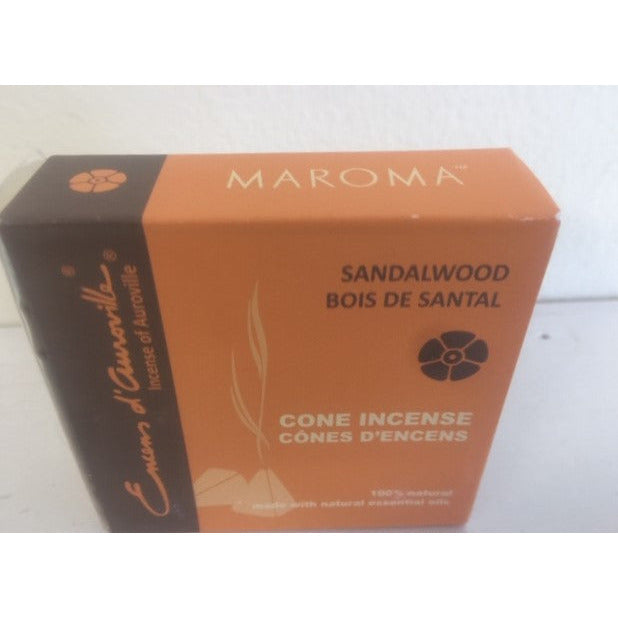 MAROMA™
SANDALWOOD
BOIS DE SANTAL
CONE INCENSE
CÔNES D'ENCENS
100% natural
made with natural essential oils
Encens d'Auroville®
Incense of Auroville®